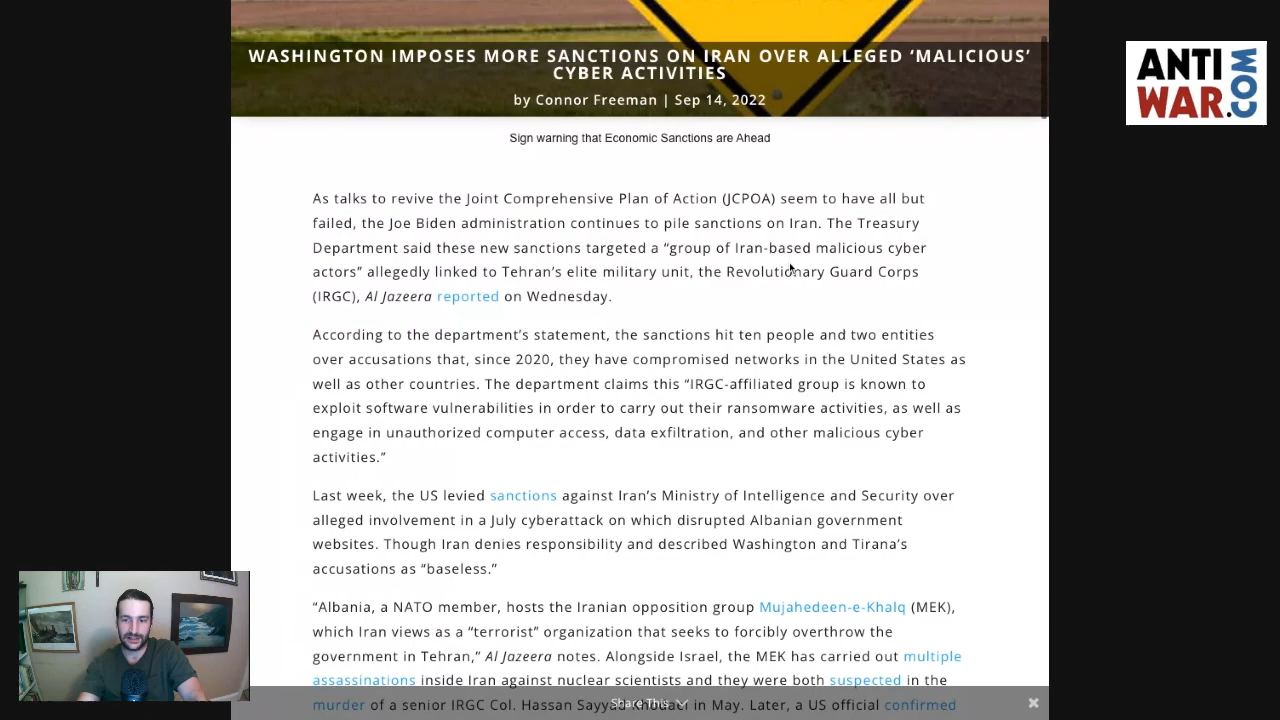 WASHINGTON IMPOSES MORE SANCTIONS ON IRAN OVER ALLEGED ‘MALICIOUS’
CYBER ACTIVITIES
by Connor Freeman | Sep 14, 2022
ANTI
WAR.COM
Sign warning that Economic Sanctions are Ahead
As talks to revive the Joint Comprehensive Plan of Action (JCPOA) seem to have all but
failed, the Joe Biden administration continues to pile sanctions on Iran. The Treasury
Department said these new sanctions targeted a “group of Iran-based malicious cyber
actors” allegedly linked to Tehran’s elite military unit, the Revolutionary Guard Corps
(IRGC), Al Jazeera reported on Wednesday.
According to the department’s statement, the sanctions hit ten people and two entities
over accusations that, since 2020, they have compromised networks in the United States as
well as other countries. The department claims this “IRGC-affiliated group is known to
exploit software vulnerabilities in order to carry out their ransomware activities, as well as
engage in unauthorized computer access, data exfiltration, and other malicious cyber
activities.”
Last week, the US levied sanctions against Iran’s Ministry of Intelligence and Security over
alleged involvement in a July cyberattack on which disrupted Albanian government
websites. Though Iran denies responsibility and described Washington and Tirana’s
accusations as “baseless.”
“Albania, a NATO member, hosts the Iranian opposition group Mujahedeen-e-Khalq (MEK),
which Iran views as a “terrorist” organization that seeks to forcibly overthrow the
government in Tehran,” Al Jazeera notes. Alongside Israel, the MEK has carried out multiple
assassinations inside Iran against nuclear scientists and they were both suspected in the
murder of a senior IRGC Col. Hassan Sayyad Khodaei in May. Later, a US official confirmed
Share This